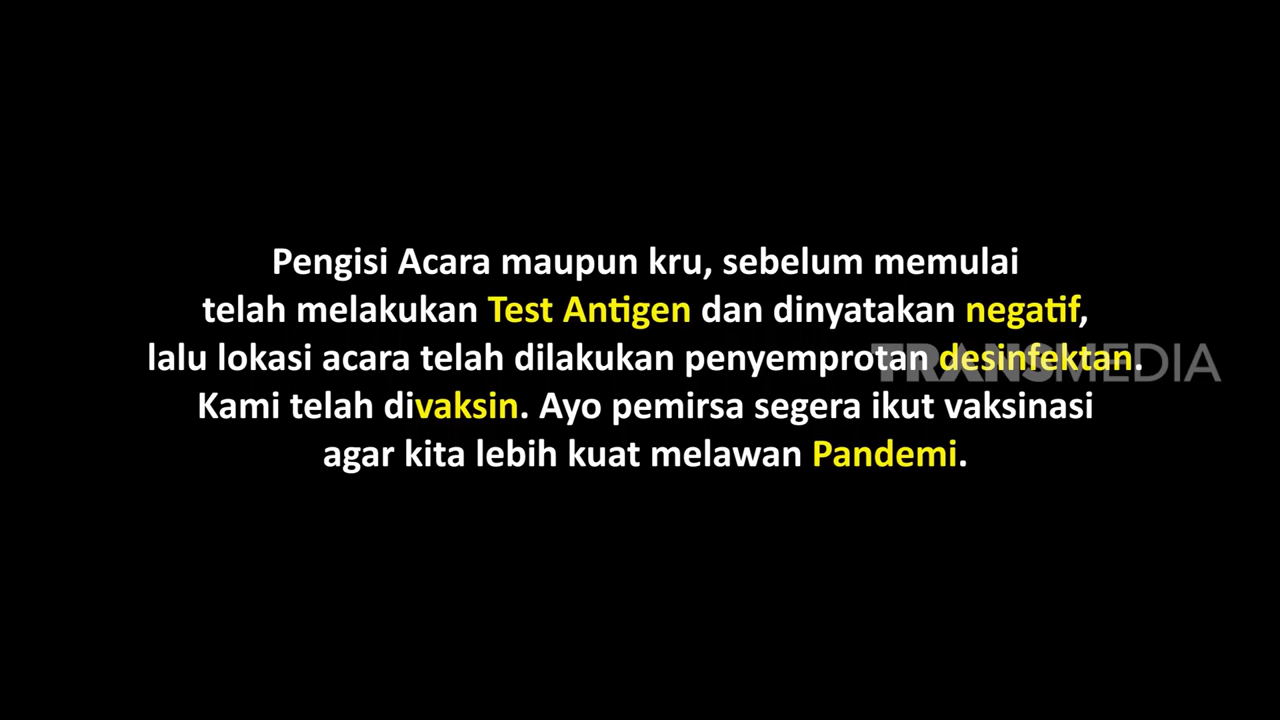 Pengisi Acara maupun kru, sebelum memulai
telah melakukan Test Antigen dan dinyatakan negatif,
lalu lokasi acara telah dilakukan penyemprotan desinfektan.
TRANSMEDIA
Kami telah divaksin. Ayo pemirsa segera ikut vaksinasi
agar kita lebih kuat melawan Pandemi.